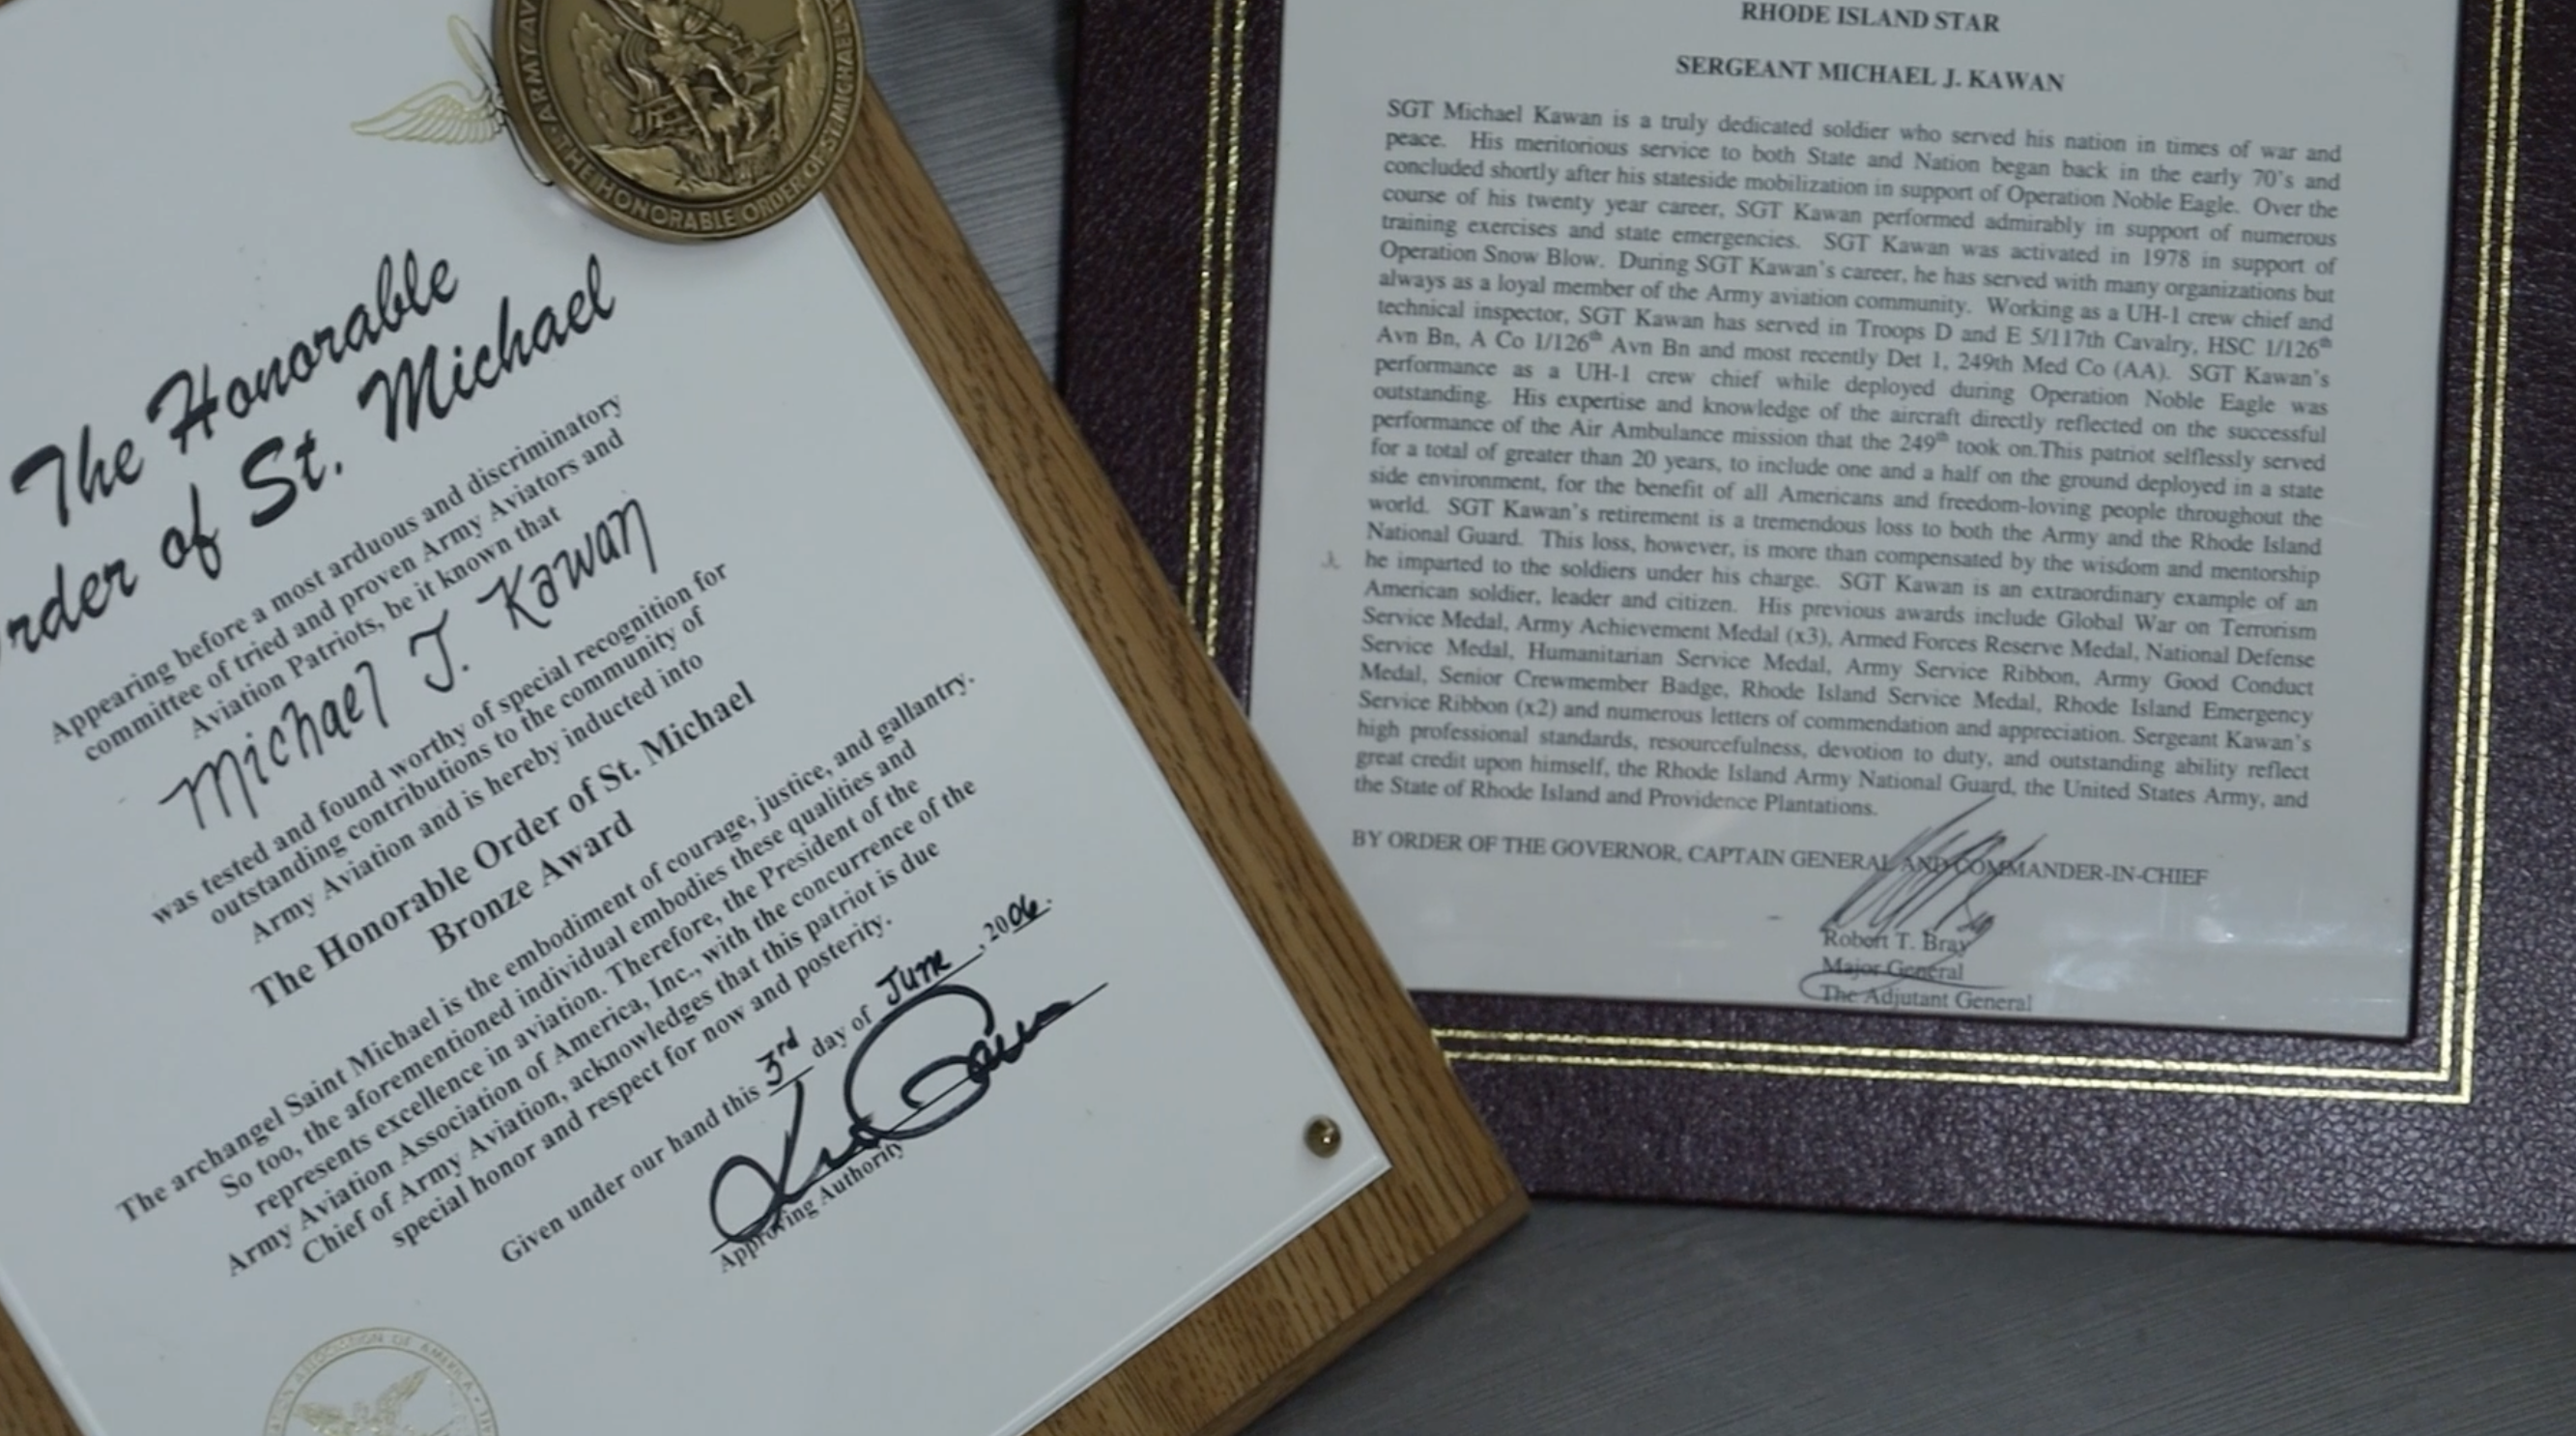 ARMY AV
THE HONORABLE ORDER OF ST. MICHAEL
The Honorable
rder of St. Michael
Appearing before a most arduous and discriminatory
committee of tried and proven Army Aviators and
Aviation Patriots, be it known that
Michael J. Kawan
was tested and found worthy of special recognition for
outstanding contributions to the community of
Army Aviation and is hereby inducted into
The Honorable Order of St. Michael
Bronze Award
The archangel Saint Michael is the embodiment of courage, justice, and gallantry.
So too, the aforementioned individual embodies these qualities and
represents excellence in aviation. Therefore, the President of the
Army Aviation Association of America, Inc., with the concurrence of the
Chief of Army Aviation, acknowledges that this patriot is due
special honor and respect for now and posterity.
Given under our hand this 3rd day of June, 2006.
Approving Authority
ASSOCIATION OF AMERICA
RHODE ISLAND STAR
SERGEANT MICHAEL J. KAWAN
SGT Michael Kawan is a truly dedicated soldier who served his nation in times of war and
peace. His meritorious service to both State and Nation began back in the early 70's and
concluded shortly after his stateside mobilization in support of Operation Noble Eagle. Over the
course of his twenty year career, SGT Kawan performed admirably in support of numerous
training exercises and state emergencies. SGT Kawan was activated in 1978 in support of
Operation Snow Blow. During SGT Kawan's career, he has served with many organizations but
always as a loyal member of the Army aviation community. Working as a UH-1 crew chief and
technical inspector, SGT Kawan has served in Troops D and E 5/117th Cavalry, HSC 1/126th
Avn Bn, A Co 1/126th Avn Bn and most recently Det 1, 249th Med Co (AA). SGT Kawan's
performance as a UH-1 crew chief while deployed during Operation Noble Eagle was
outstanding. His expertise and knowledge of the aircraft directly reflected on the successful
performance of the Air Ambulance mission that the 249th took on.This patriot selflessly served
for a total of greater than 20 years, to include one and a half on the ground deployed in a state
side environment, for the benefit of all Americans and freedom-loving people throughout the
world. SGT Kawan's retirement is a tremendous loss to both the Army and the Rhode Island
National Guard. This loss, however, is more than compensated by the wisdom and mentorship
he imparted to the soldiers under his charge. SGT Kawan is an extraordinary example of an
American soldier, leader and citizen. His previous awards include Global War on Terrorism
Service Medal, Army Achievement Medal (x3), Armed Forces Reserve Medal, National Defense
Service Medal, Humanitarian Service Medal, Army Service Ribbon, Army Good Conduct
Medal, Senior Crewmember Badge, Rhode Island Service Medal, Rhode Island Emergency
Service Ribbon (x2) and numerous letters of commendation and appreciation. Sergeant Kawan's
high professional standards, resourcefulness, devotion to duty, and outstanding ability reflect
great credit upon himself, the Rhode Island Army National Guard, the United States Army, and
the State of Rhode Island and Providence Plantations.
BY ORDER OF THE GOVERNOR, CAPTAIN GENERAL AND COMMANDER-IN-CHIEF
Robert T. Bray
Major General
The Adjutant General